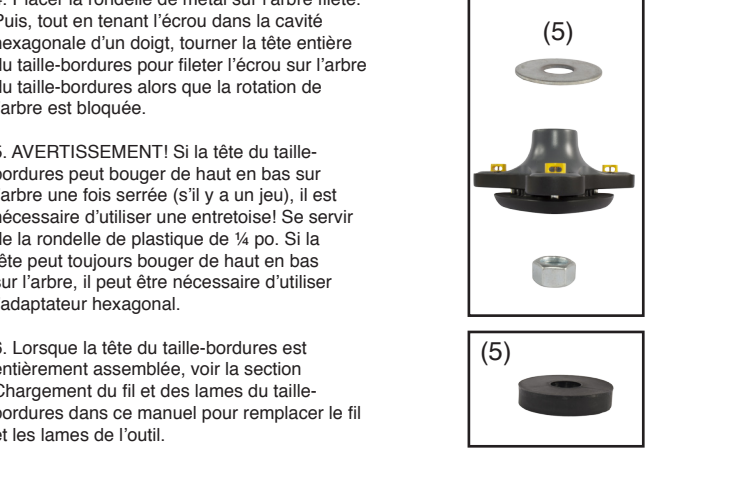 4. Placer la rondelle de métal sur l’arbre fileté.
Puis, tout en tenant l’écrou dans la cavité
hexagonale d’un doigt, tourner la tête entière
du taille-bordures pour fileter l’écrou sur l’arbre
du taille-bordures alors que la rotation de
l’arbre est bloquée.
5. AVERTISSEMENT! Si la tête du taille-
bordures peut bouger de haut en bas sur
l’arbre une fois serrée (s’il y a un jeu), il est
nécessaire d’utiliser une entretoise! Se servir
de la rondelle de plastique de ¼ po. Si la
tête peut toujours bouger de haut en bas
sur l’arbre, il peut être nécessaire d’utiliser
l’adaptateur hexagonal.
6. Lorsque la tête du taille-bordures est
entièrement assemblée, voir la section
Chargement du fil et des lames du taille-
bordures dans ce manuel pour remplacer le fil
et les lames de l’outil.
(5)
(5)